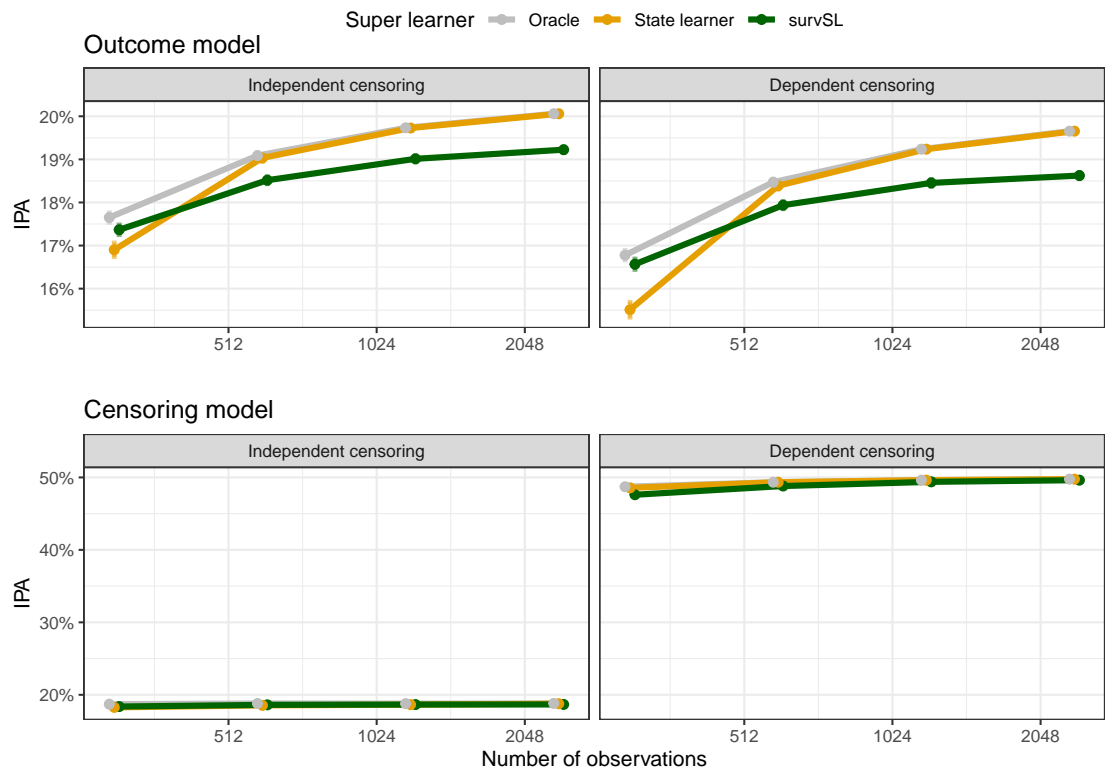 Super learner Oracle State learner survSL
Outcome model
Independent censoring Dependent censoring
20%
19%
18%
17%
16%
IPA
512 1024 2048 512 1024 2048
Censoring model
Independent censoring Dependent censoring
50%
40%
30%
20%
IPA
512 1024 2048 512 1024 2048
Number of observations